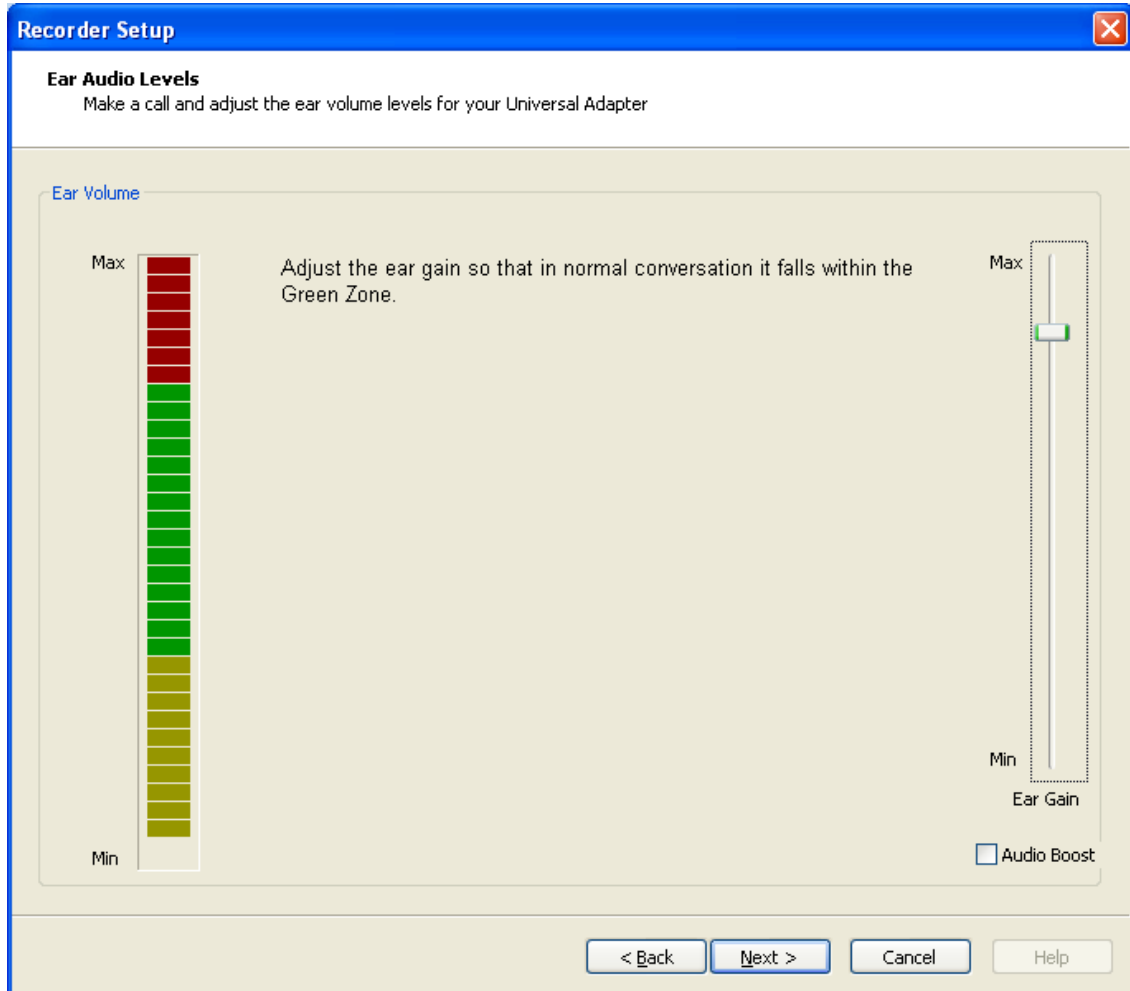 Recorder Setup
Ear Audio Levels
Make a call and adjust the ear volume levels for your Universal Adapter
Ear Volume
Max
Adjust the ear gain so that in normal conversation it falls within the
Green Zone.
Max
Min
Ear Gain
Min
Audio Boost
< Back
Next >
Cancel
Help